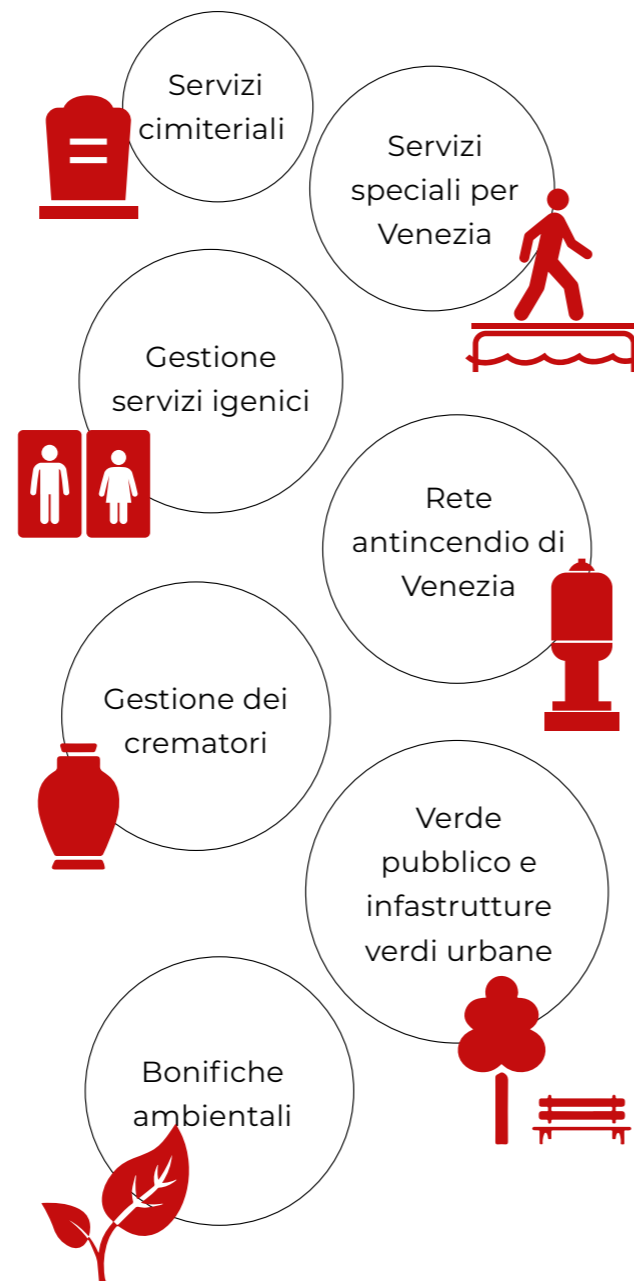 Servizi
cimiteriali
Servizi
speciali per
Venezia
Gestione
servizi igenici
Rete
antincendio di
Venezia
Gestione dei
crematori
Verde
pubblico e
infastrutture
verdi urbane
Bonifiche
ambientali